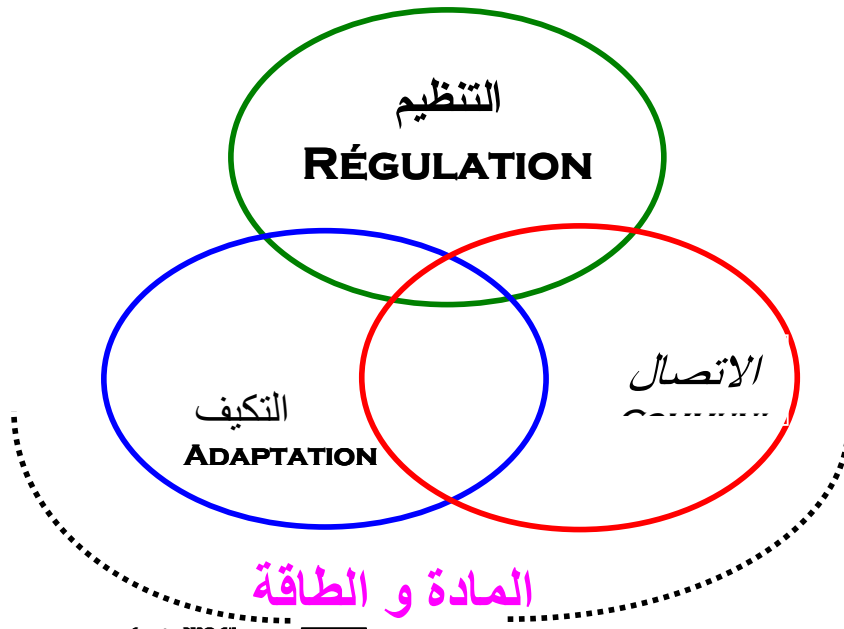 التنظيم
RÉGULATION
الاتصال
التكيف
ADAPTATION
المادة و الطاقة